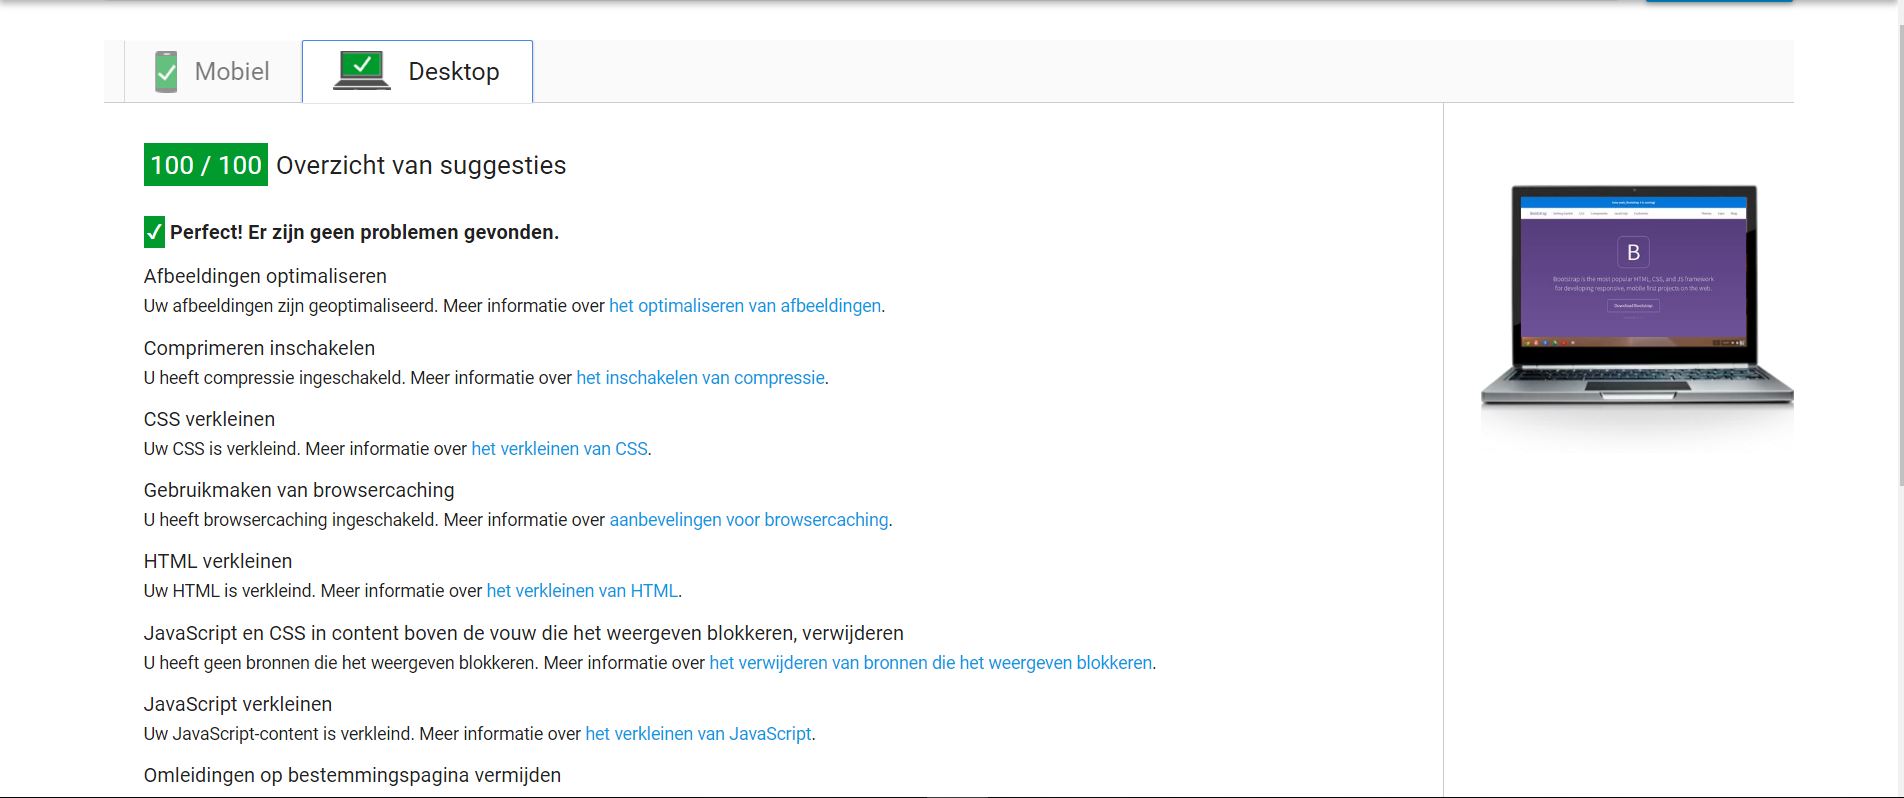 Mobiel
Desktop
100 / 100 Overzicht van suggesties
Perfect! Er zijn geen problemen gevonden.
Afbeeldingen optimaliseren
Uw afbeeldingen zijn geoptimaliseerd. Meer informatie over het optimaliseren van afbeeldingen.
Comprimeren inschakelen
U heeft compressie ingeschakeld. Meer informatie over het inschakelen van compressie.
CSS verkleinen
Uw CSS is verkleind. Meer informatie over het verkleinen van CSS.
Gebruikmaken van browsercaching
U heeft browsercaching ingeschakeld. Meer informatie over aanbevelingen voor browsercaching.
HTML verkleinen
Uw HTML is verkleind. Meer informatie over het verkleinen van HTML.
JavaScript en CSS in content boven de vouw die het weergeven blokkeren, verwijderen
U heeft geen bronnen die het weergeven blokkeren. Meer informatie over het verwijderen van bronnen die het weergeven blokkeren.
JavaScript verkleinen
Uw JavaScript-content is verkleind. Meer informatie over het verkleinen van JavaScript.
Omleidingen op bestemmingspagina vermijden
B
Bootstrap is the most popular HTML, CSS, and JS framework
for developing responsive, mobile first projects on the web.
Download Bootstrap